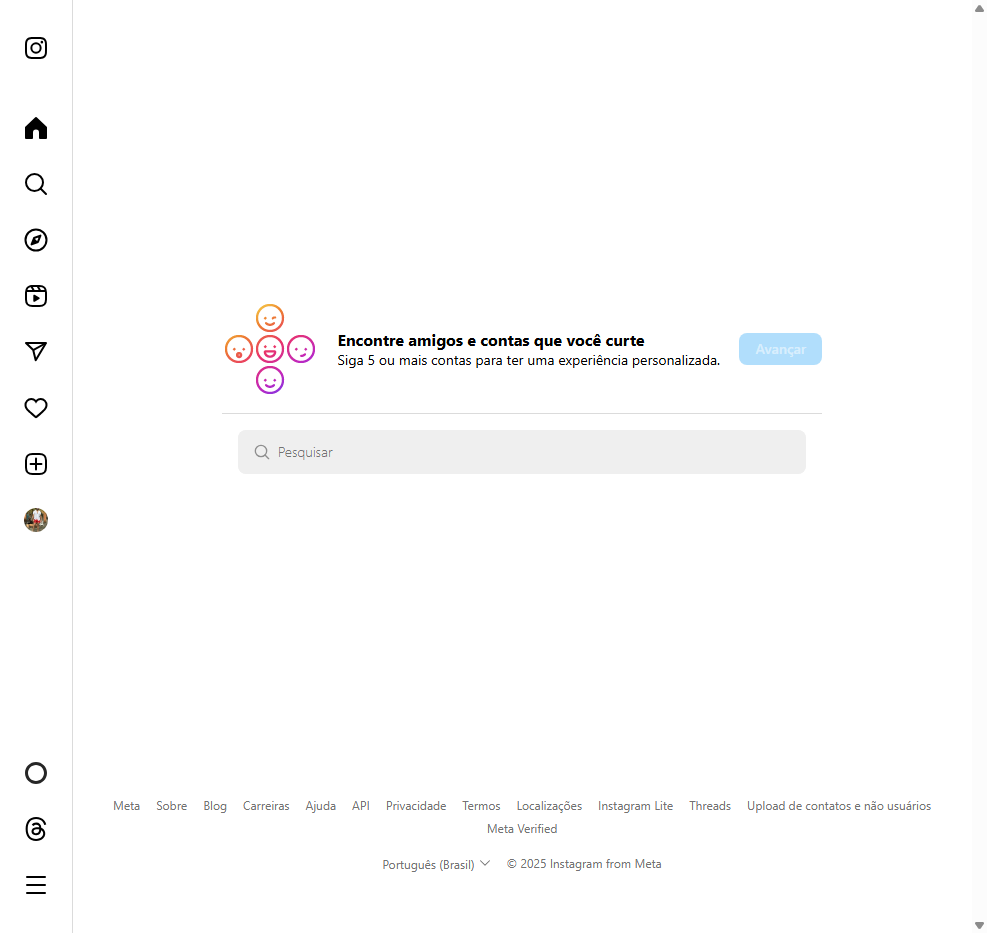 Encontre amigos e contas que você curte
Siga 5 ou mais contas para ter uma experiência personalizada.
Avançar
Pesquisar
Meta Sobre Blog Carreiras Ajuda API Privacidade Termos Localizações Instagram Lite Threads Upload de contatos e não usuários
Meta Verified
Português (Brasil) © 2025 Instagram from Meta